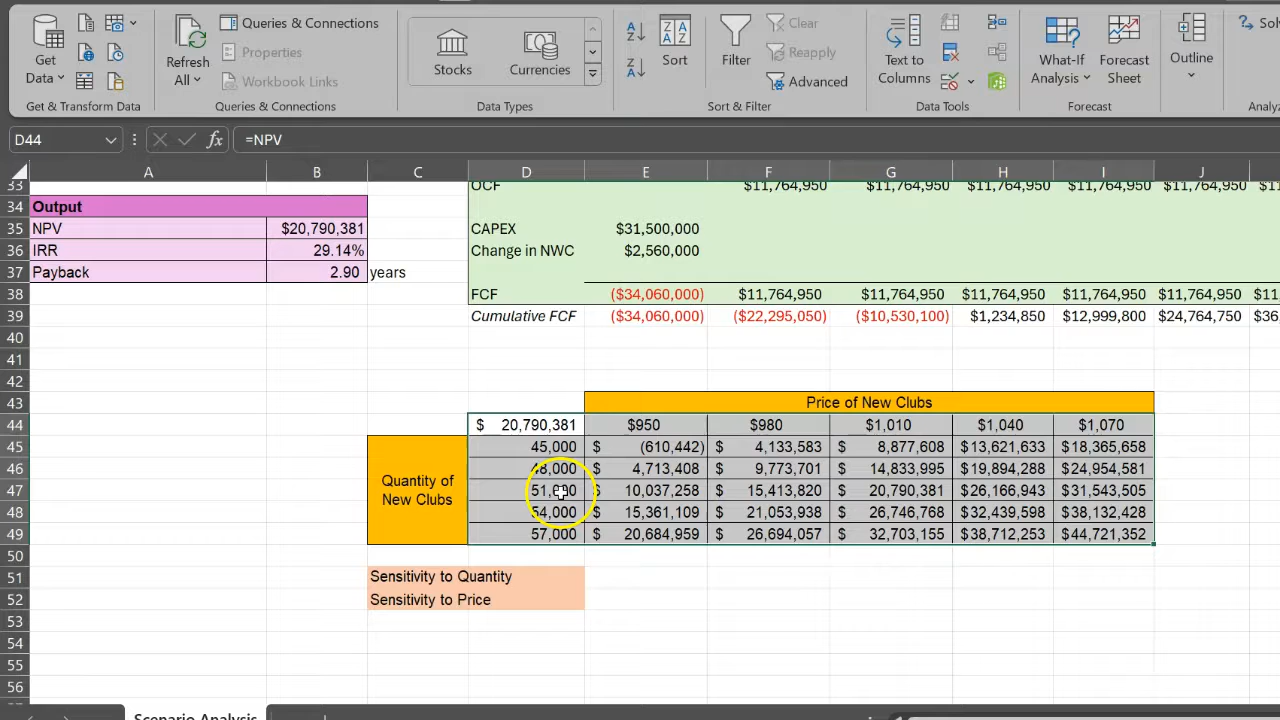 Get Data
Refresh All
Queries & Connections
Properties
Workbook Links
Stocks
Currencies
Sort
Filter
Clear
Reapply
Advanced
Text to Columns
What-If Analysis
Forecast Sheet
Outline
Get & Transform Data
Queries & Connections
Data Types
Sort & Filter
Data Tools
Forecast
D44 fx =NPV
A B C D E F G H I J
33 OCF $11,764,950 $11,764,950 $11,764,950 $11,764,950 $11,764,950
34 Output
35 NPV $20,790,381 CAPEX $31,500,000
36 IRR 29.14% Change in NWC $2,560,000
37 Payback 2.90 years
38 FCF ($34,060,000) $11,764,950 $11,764,950 $11,764,950 $11,764,950 $11,764,950
39 Cumulative FCF ($34,060,000) ($22,295,050) ($10,530,100) $1,234,850 $12,999,800 $24,764,750
40
41
42
43 Price of New Clubs
44 $ 20,790,381 $950 $980 $1,010 $1,040 $1,070
45 45,000 $ (610,442) $ 4,133,583 $ 8,877,608 $13,621,633 $18,365,658
46 48,000 $ 4,713,408 $ 9,773,701 $ 14,833,995 $19,894,288 $24,954,581
47 Quantity of New Clubs 51,000 $ 10,037,258 $ 15,413,820 $ 20,790,381 $26,166,943 $31,543,505
48 54,000 $ 15,361,109 $ 21,053,938 $ 26,746,768 $32,439,598 $38,132,428
49 57,000 $ 20,684,959 $ 26,694,057 $ 32,703,155 $38,712,253 $44,721,352
50
51 Sensitivity to Quantity
52 Sensitivity to Price
53
54
55
56
Scenario Analysis